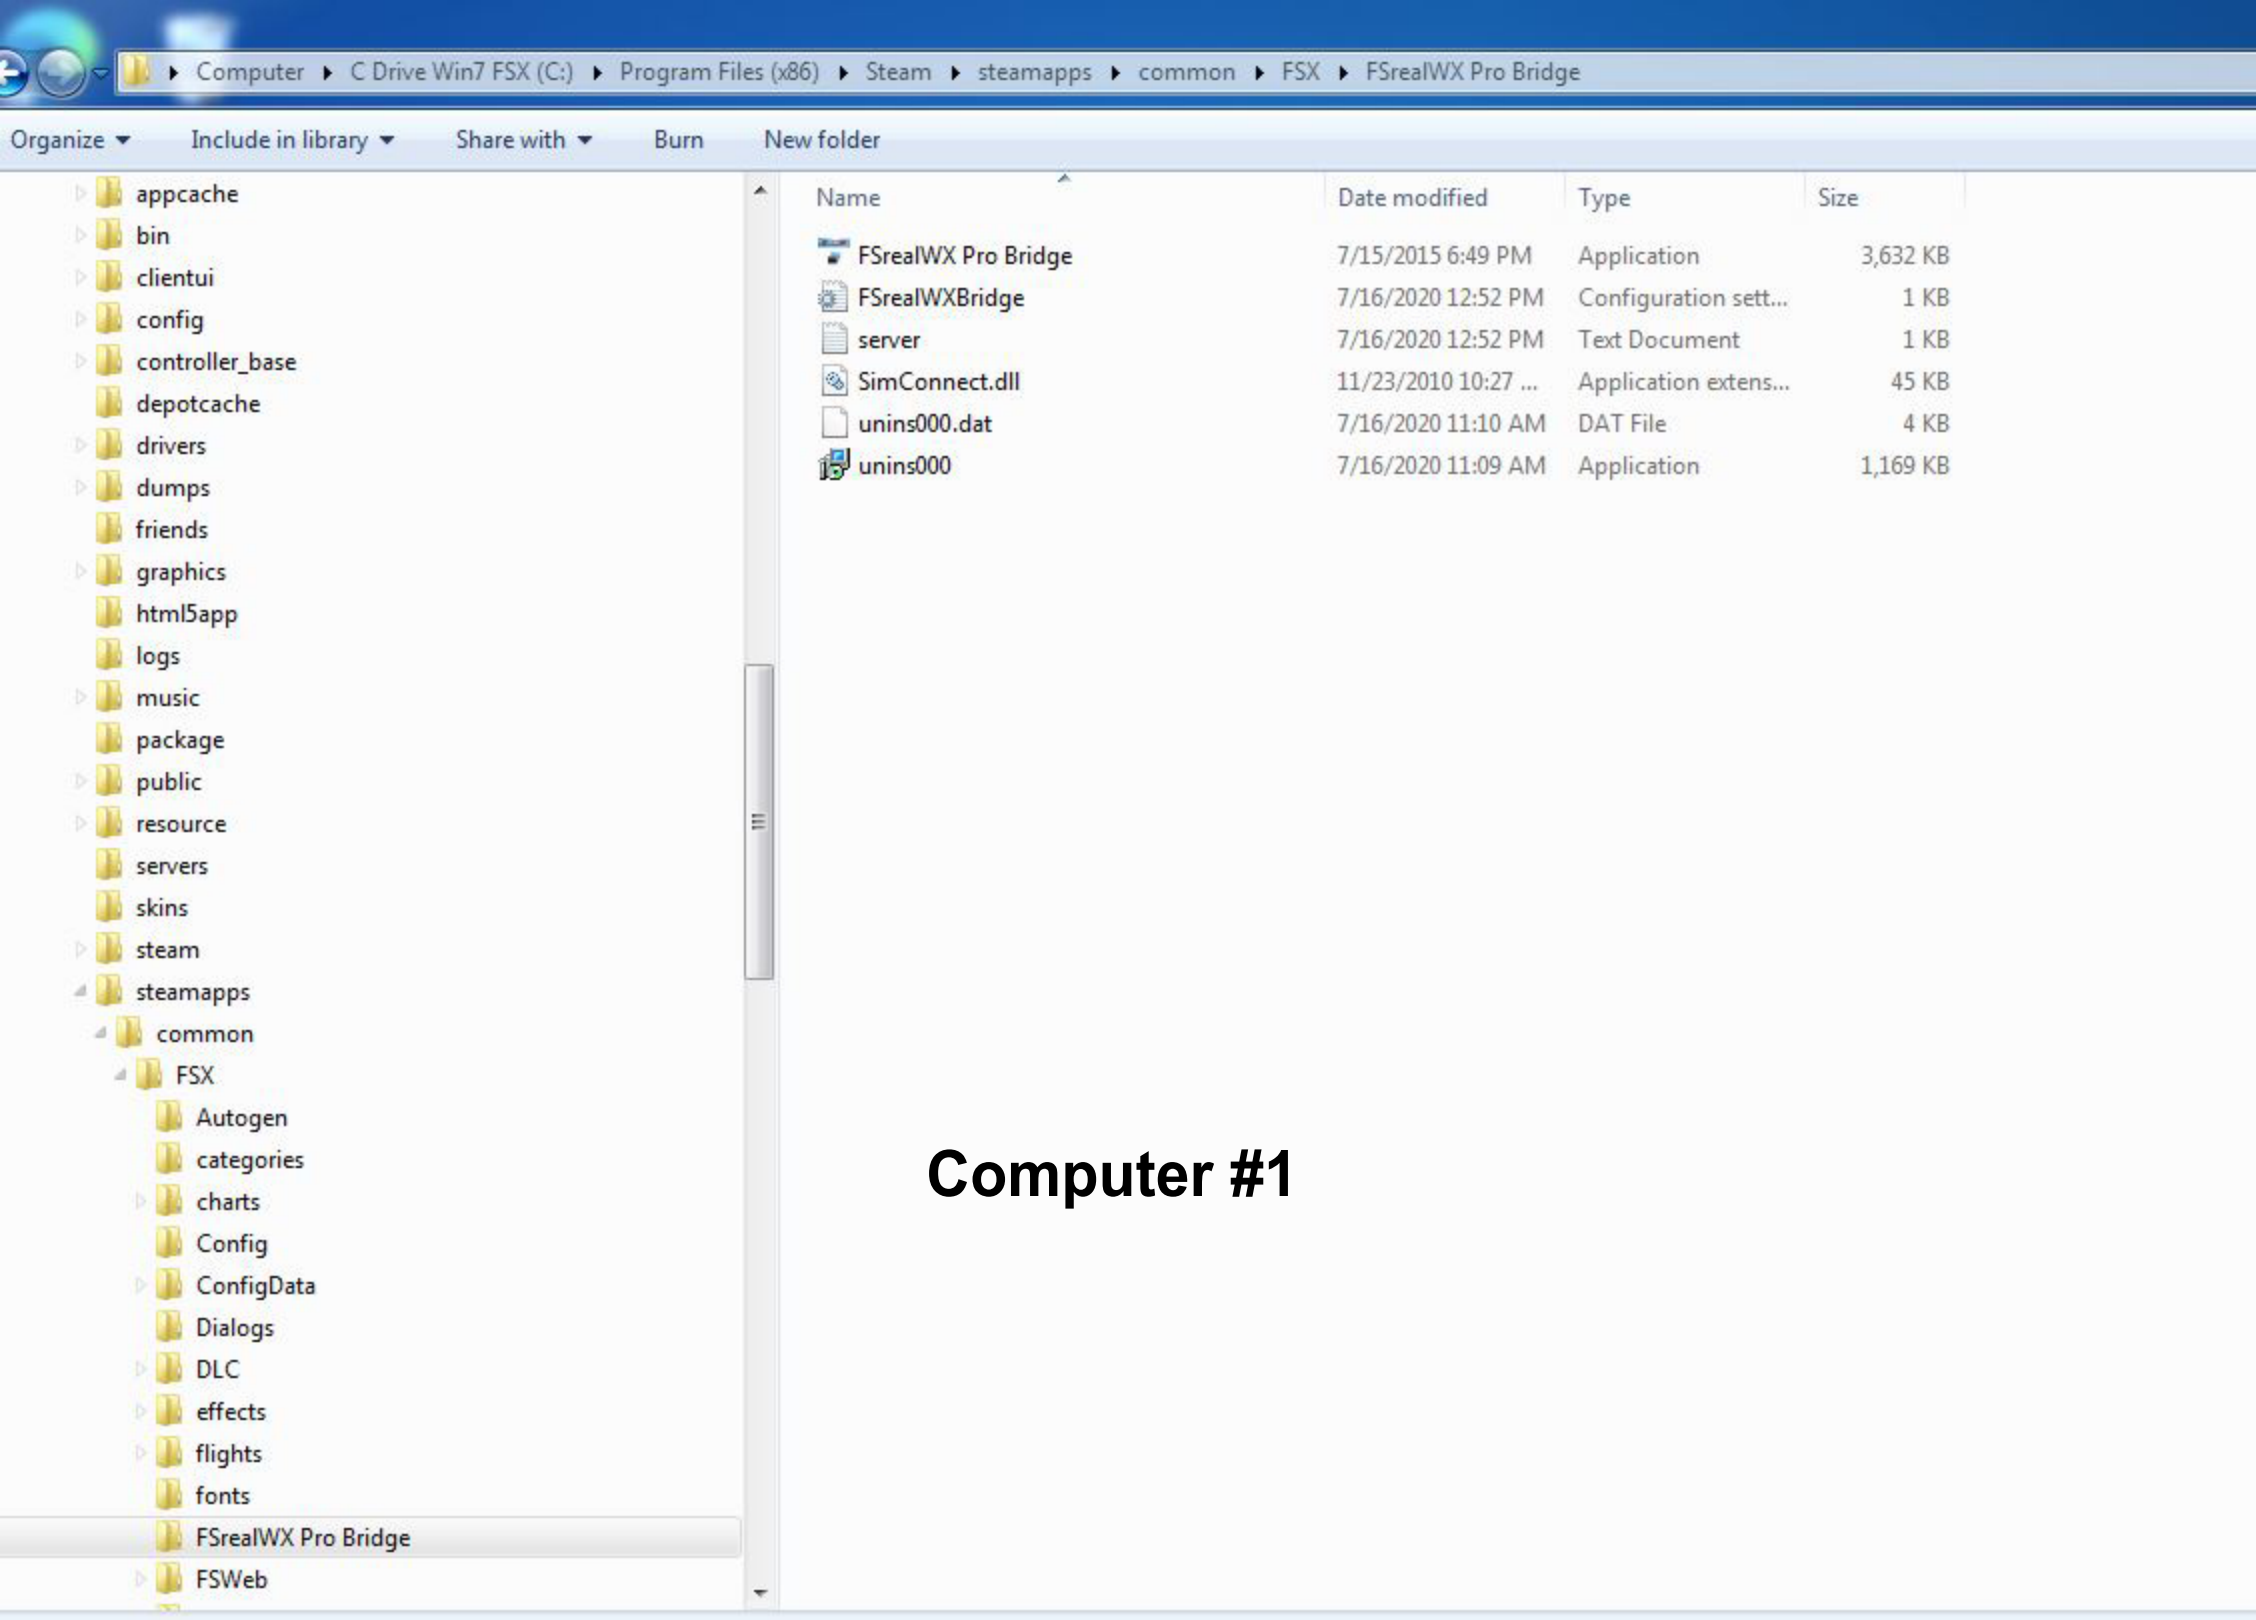 Computer C Drive Win7 FSX (C:) Program Files (x86) Steam steamapps common FSX FSrealWX Pro Bridge
Organize Include in library Share with Burn New folder
appcache
bin
clientui
config
controller_base
depotcache
drivers
dumps
friends
graphics
html5app
logs
music
package
public
resource
servers
skins
steam
steamapps
common
FSX
Autogen
categories
charts
Config
ConfigData
Dialogs
DLC
effects
flights
fonts
FSrealWX Pro Bridge
FSWeb
Name Date modified Type Size
FSrealWX Pro Bridge 7/15/2015 6:49 PM Application 3,632 KB
FSrealWXBridge 7/16/2020 12:52 PM Configuration sett... 1 KB
server 7/16/2020 12:52 PM Text Document 1 KB
SimConnect.dll 11/23/2010 10:27 ... Application extens... 45 KB
unins000.dat 7/16/2020 11:10 AM DAT File 4 KB
unins000 7/16/2020 11:09 AM Application 1,169 KB
Computer #1